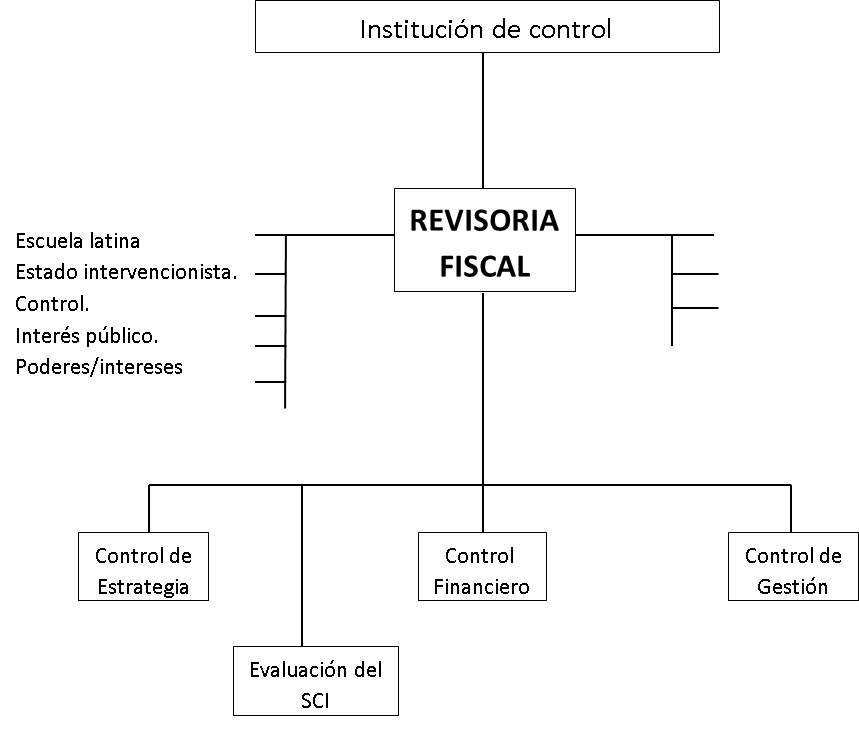 Institución de control
REVISORIA
FISCAL
Escuela latina
Estado intervencionista.
Control.
Interés público.
Poderes/intereses
Control de
Estrategia
Control
Financiero
Control de
Gestión
Evaluación del
SCI